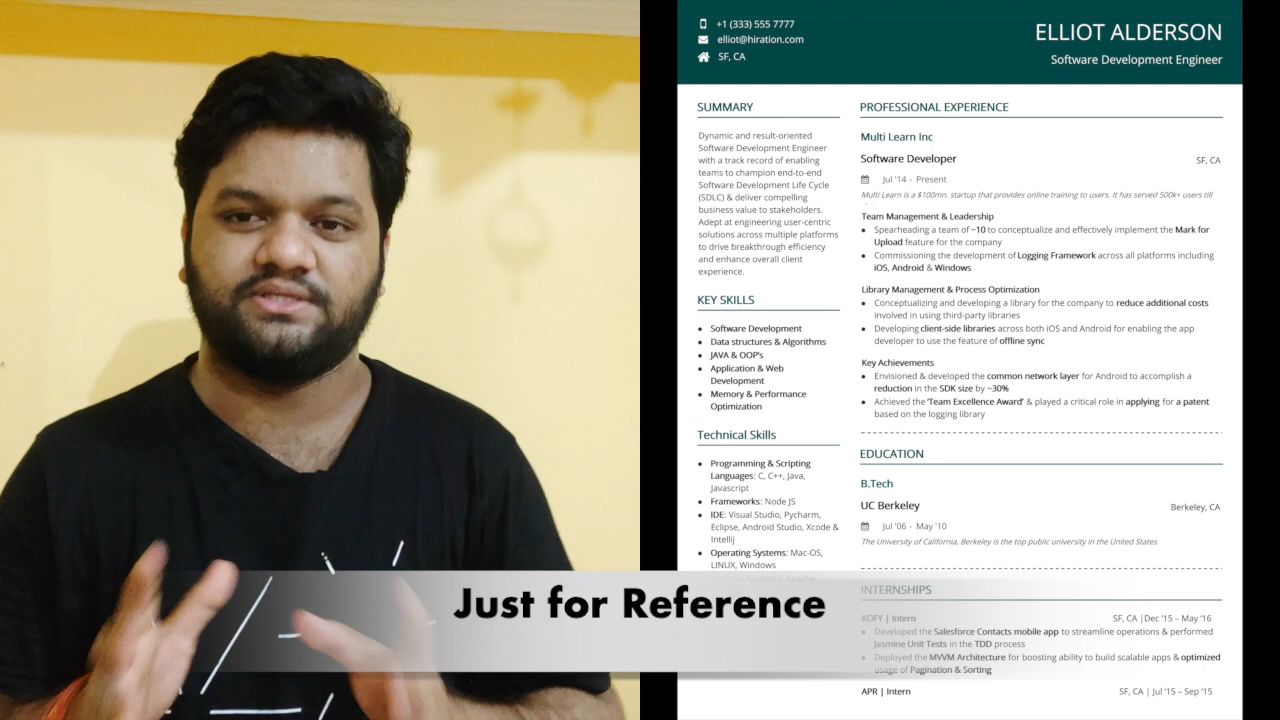 +1 (333) 555 7777
elliot@hiration.com
SF, CA
ELLIOT ALDERSON
Software Development Engineer
SUMMARY
Dynamic and result-oriented
Software Development Engineer
with a track record of enabling
teams to champion end-to-end
Software Development Life Cycle
(SDLC) & deliver compelling
business value to stakeholders.
Adept at engineering user-centric
solutions across multiple platforms
to drive breakthrough efficiency
and enhance overall client
experience.
KEY SKILLS
• Software Development
• Data structures & Algorithms
• JAVA & OOP's
• Application & Web
Development
• Memory & Performance
Optimization
Technical Skills
• Programming & Scripting
Languages: C, C++, Java,
Javascript
• Frameworks: Node JS
• IDE: Visual Studio, Pycharm,
Eclipse, Android Studio, Xcode &
Intellij
• Operating Systems: Mac-OS,
LINUX, Windows
PROFESSIONAL EXPERIENCE
Multi Learn Inc
Software Developer
SF, CA
Jul '14 - Present
Multi Learn is a $100mn. startup that provides online training to users. It has served 500k+ users till
Team Management & Leadership
• Spearheading a team of ~10 to conceptualize and effectively implement the Mark for
Upload feature for the company
• Commissioning the development of Logging Framework across all platforms including
iOS, Android & Windows
Library Management & Process Optimization
• Conceptualizing and developing a library for the company to reduce additional costs
involved in using third-party libraries
• Developing client-side libraries across both iOS and Android for enabling the app
developer to use the feature of offline sync
Key Achievements
• Envisioned & developed the common network layer for Android to accomplish a
reduction in the SDK size by ~30%
• Achieved the 'Team Excellence Award' & played a critical role in applying for a patent
based on the logging library
EDUCATION
B.Tech
UC Berkeley
Berkeley, CA
Jul '06 - May '10
The University of California, Berkeley is the top public university in the United States
INTERNSHIPS
KOFY | Intern
SF, CA |Dec '15 – May '16
• Developed the Salesforce Contacts mobile app to streamline operations & performed
Jasmine Unit Tests in the TDD process
• Deployed the MVVM Architecture for boosting ability to build scalable apps & optimized
usage of Pagination & Sorting
APR | Intern
SF, CA | Jul '15 – Sep '15
Just for Reference